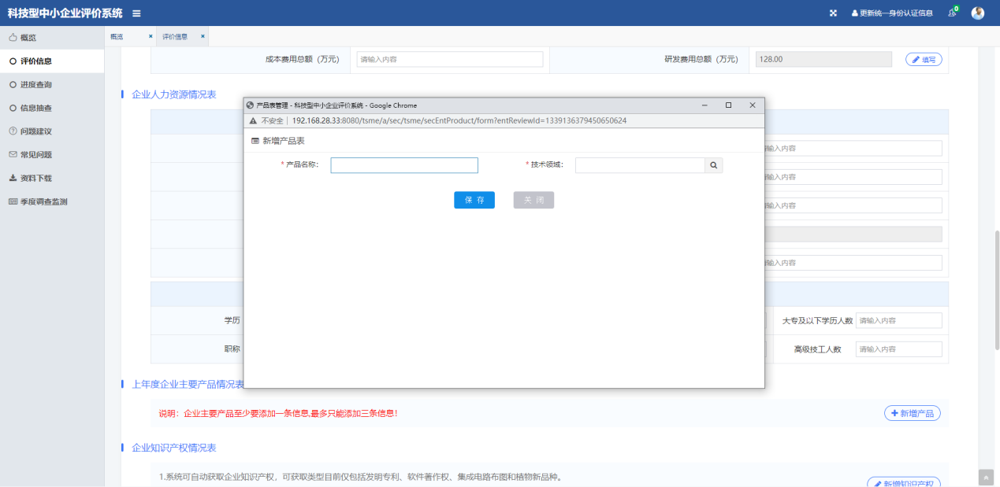 科技型中小企业评价系统
更新统一身份认证信息
0
概览
评价信息
进度查询
信息抽查
问题建议
常见问题
资料下载
季度调查监测
概览 ×
评价信息 ×
成本费用总额（万元） 请输入内容 研发费用总额（万元） 128.00 填写
企业人力资源情况表
产品表管理 - 科技型中小企业评价系统 - Google Chrome
不安全 | 192.168.28.33:8080/tsme/a/sec/tsme/secEntProduct/form?entReviewId=1339136379450650624
新增产品表
* 产品名称： * 技术领域：
保 存 关 闭
输入内容
输入内容
输入内容
输入内容
学历 大专及以下学历人数 请输入内容
职称 高级技工人数 请输入内容
上年度企业主要产品情况表
说明：企业主要产品至少要添加一条信息,最多只能添加三条信息！
新增产品
企业知识产权情况表
1.系统可自动获取企业知识产权，可获取类型目前仅包括发明专利、软件著作权、集成电路布图和植物新品种。
新增知识产权